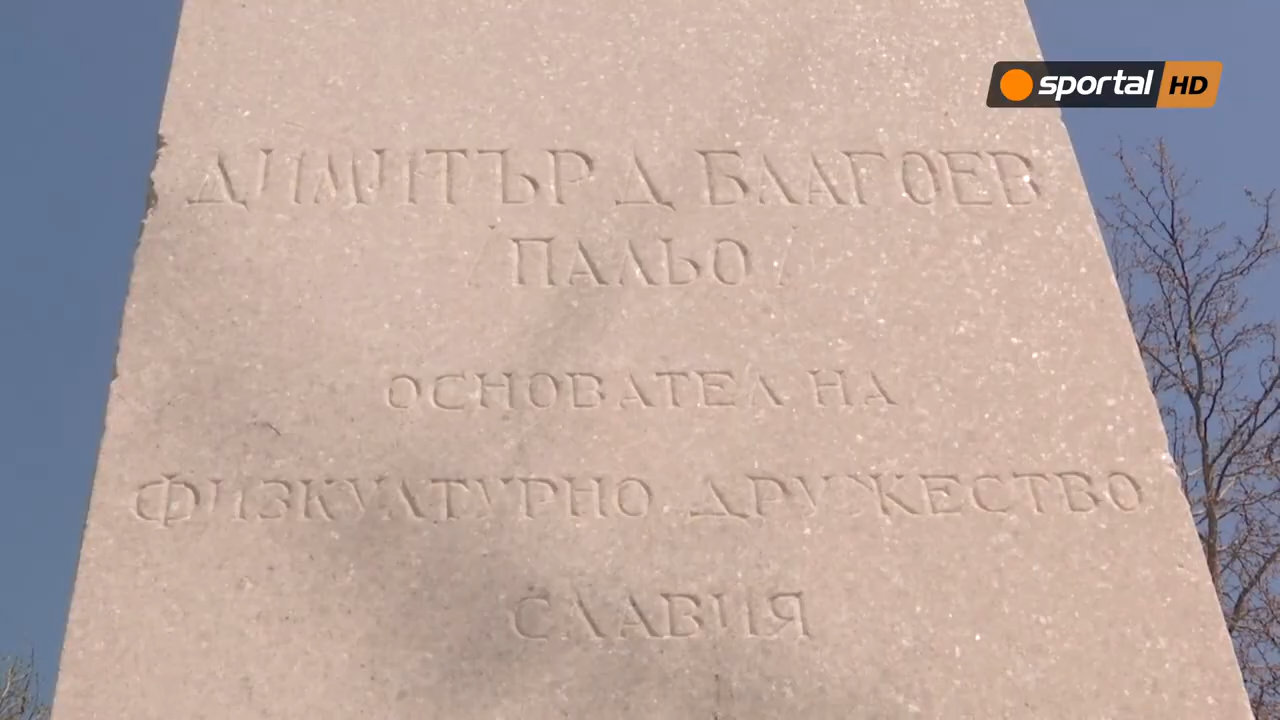 sportal HD
ДИМИТЪР Д БЛАГОЕВ
/ПАЛЬО/
ОСНОВАТЕЛ НА
ФИЗКУЛТУРНО ДРУЖЕСТВО
СЛАВИЯ